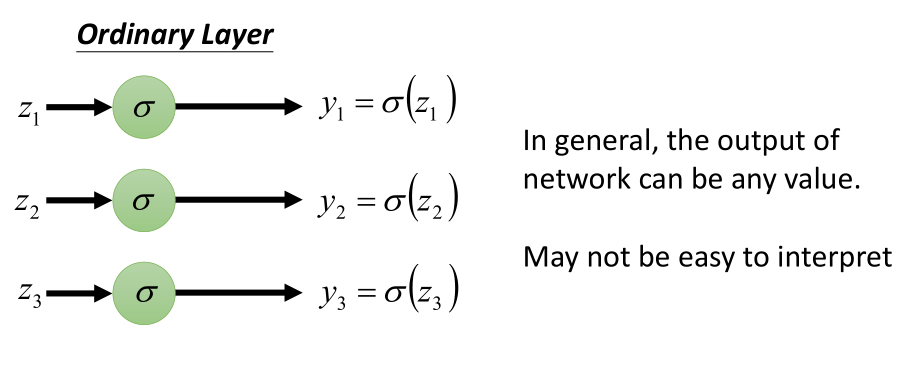 Ordinary Layer
z₁ σ y₁ = σ(z₁)
In general, the output of
network can be any value.
z₂ σ y₂ = σ(z₂)
May not be easy to interpret
z₃ σ y₃ = σ(z₃)